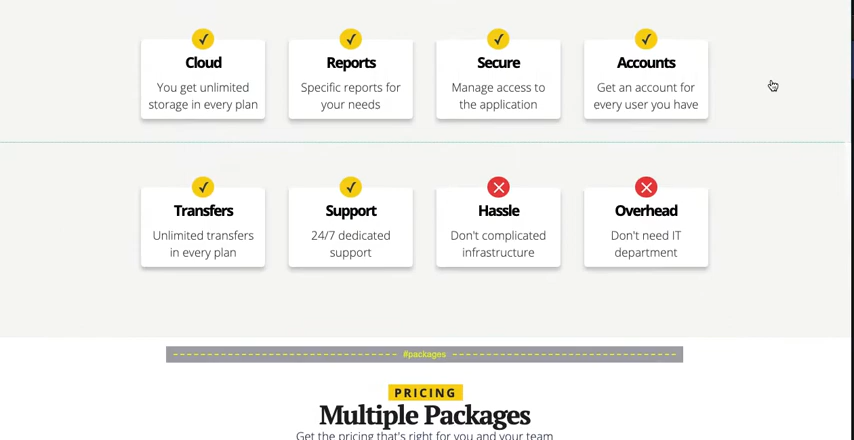 Cloud
You get unlimited
storage in every plan
Reports
Specific reports for
your needs
Secure
Manage access to
the application
Accounts
Get an account for
every user you have
Transfers
Unlimited transfers
in every plan
Support
24/7 dedicated
support
Hassle
Don't complicated
infrastructure
Overhead
Don't need IT
department
#packages
PRICING
Multiple Packages
Get the pricing that's right for you and your team